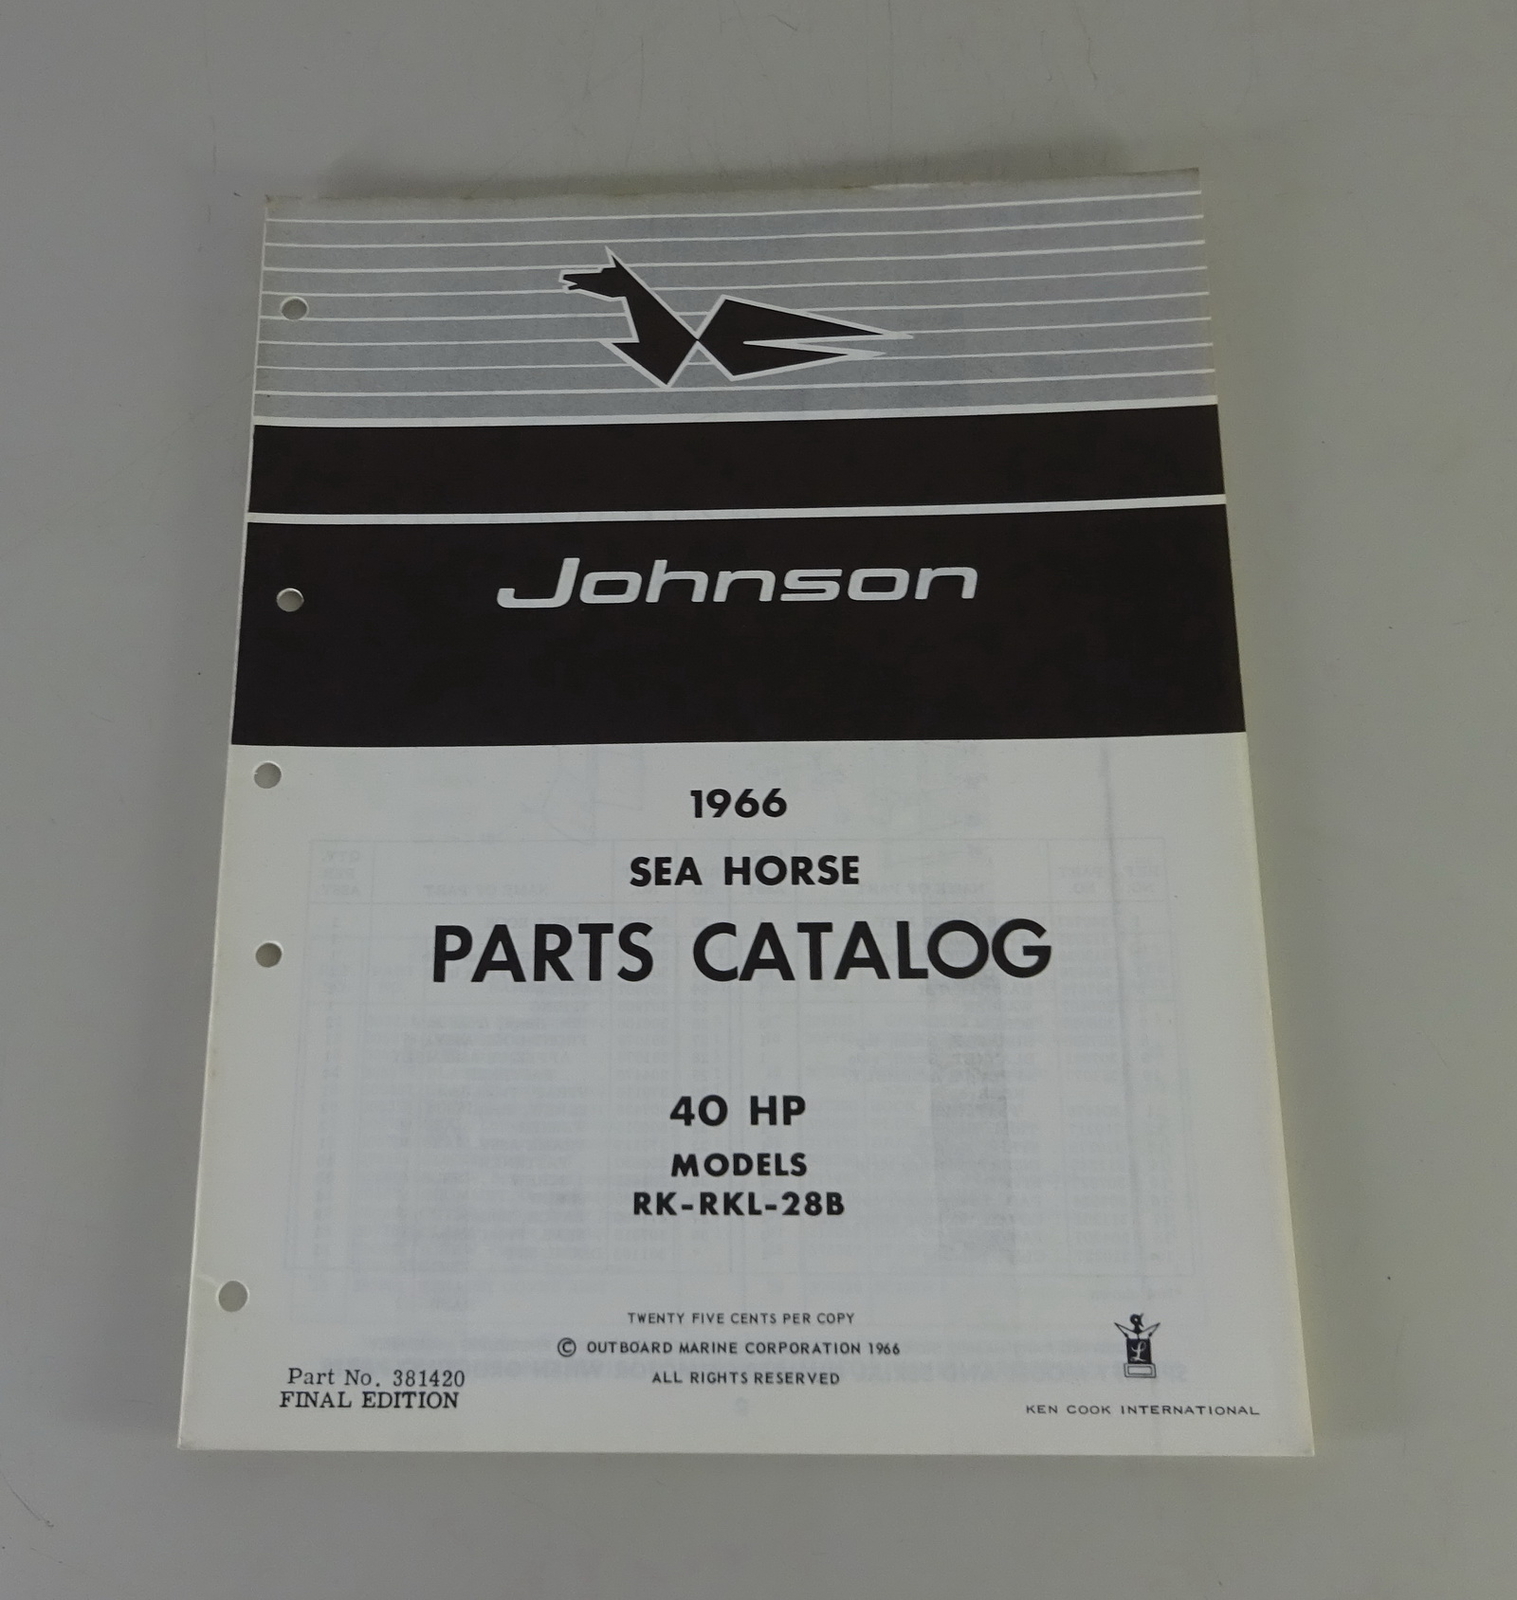 Johnson
1966
SEA HORSE
PARTS CATALOG
40 HP
MODELS
RK-RKL-28B
TWENTY FIVE CENTS PER COPY
© OUTBOARD MARINE CORPORATION 1966
ALL RIGHTS RESERVED
Part No. 381420
FINAL EDITION
L
KEN COOK INTERNATIONAL